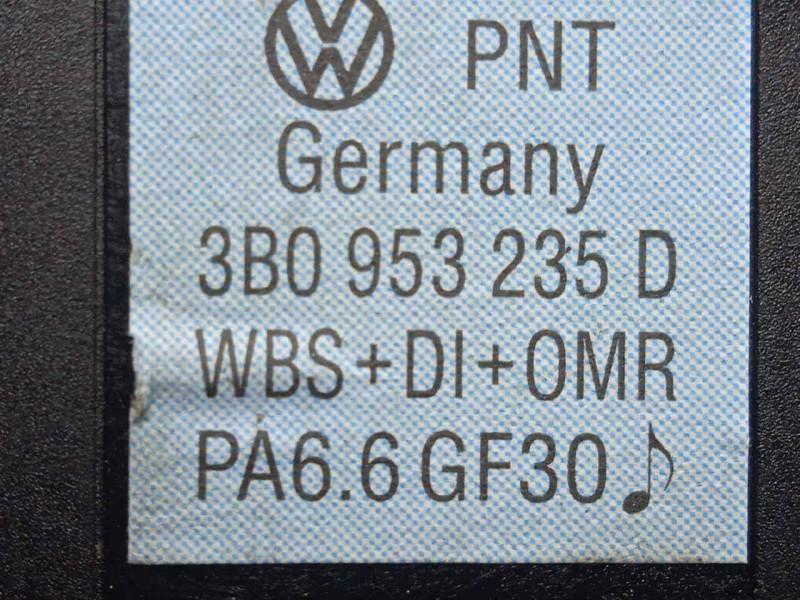 PNT
Germany
3B0 953 235 D
WBS+DI+OMR
PA6.6 GF30